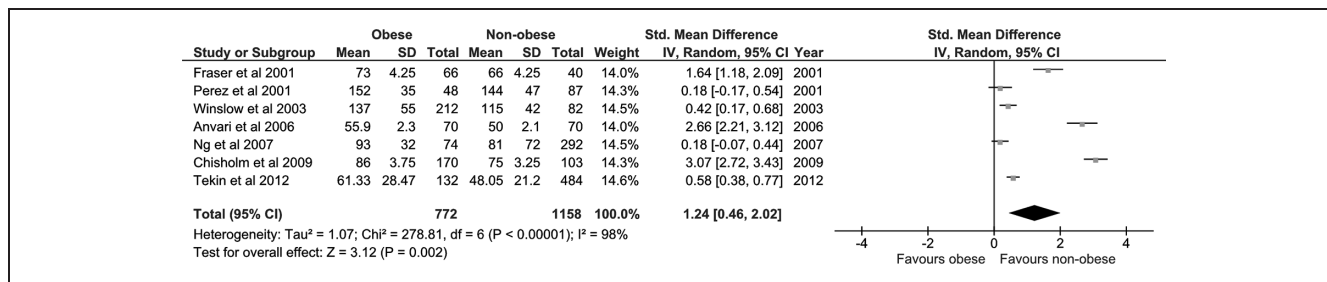 Obese Non-obese Std. Mean Difference Std. Mean Difference
Study or Subgroup Mean SD Total Mean SD Total Weight IV, Random, 95% CI Year IV, Random, 95% CI
Fraser et al 2001 73 4.25 66 66 4.25 40 14.0% 1.64 [1.18, 2.09] 2001
Perez et al 2001 152 35 48 144 47 87 14.3% 0.18 [-0.17, 0.54] 2001
Winslow et al 2003 137 55 212 115 42 82 14.5% 0.42 [0.17, 0.68] 2003
Anvari et al 2006 55.9 2.3 70 50 2.1 70 14.0% 2.66 [2.21, 3.12] 2006
Ng et al 2007 93 32 74 81 72 292 14.5% 0.18 [-0.07, 0.44] 2007
Chisholm et al 2009 86 3.75 170 75 3.25 103 14.3% 3.07 [2.72, 3.43] 2009
Tekin et al 2012 61.33 28.47 132 48.05 21.2 484 14.6% 0.58 [0.38, 0.77] 2012
Total (95% CI) 772 1158 100.0% 1.24 [0.46, 2.02]
Heterogeneity: Tau² = 1.07; Chi² = 278.81, df = 6 (P < 0.00001); I² = 98%
Test for overall effect: Z = 3.12 (P = 0.002)
-4 -2 0 2 4
Favours obese Favours non-obese